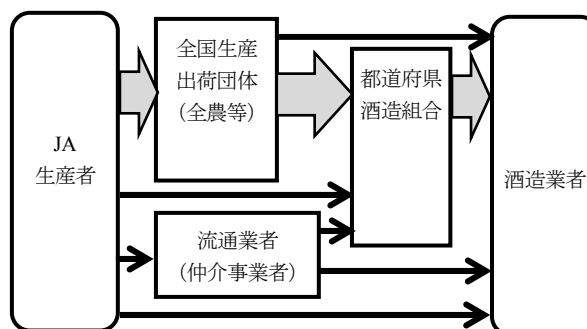 JA
生産者
全国生産
出荷団体
（全農等）
都道府県
酒造組合
流通業者
（仲介事業者）
酒造業者